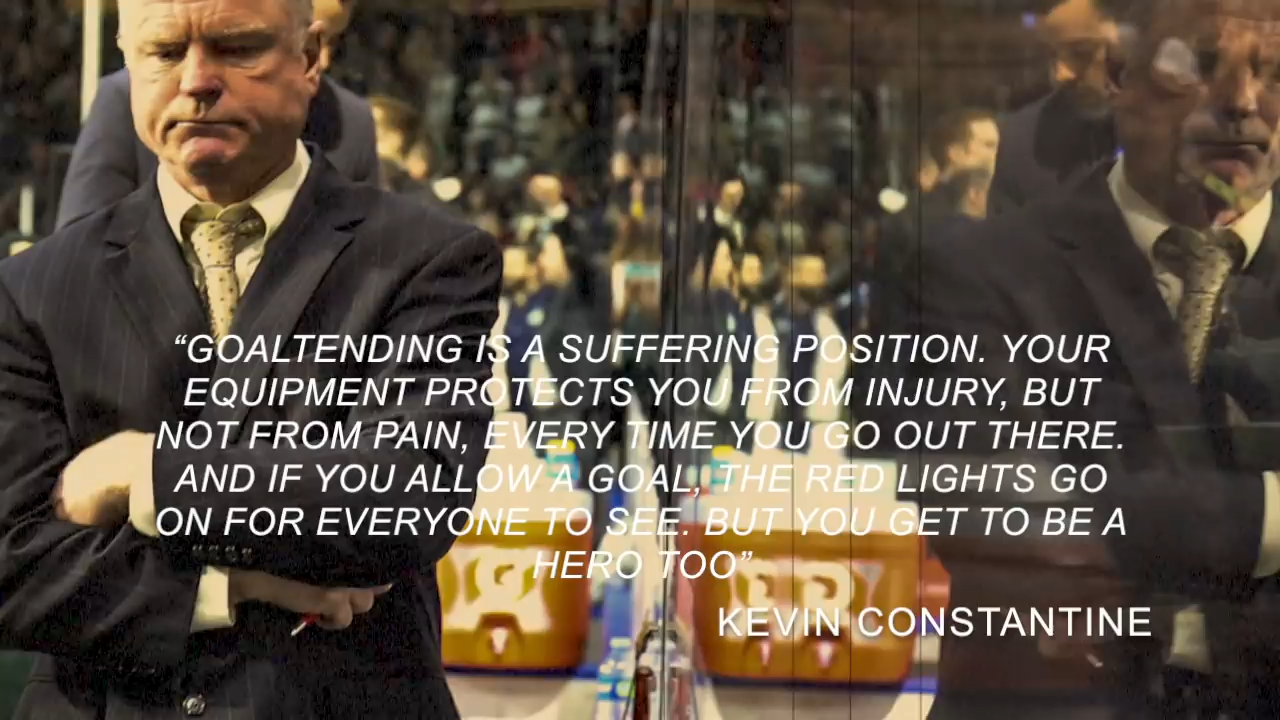 “GOALTENDING IS A SUFFERING POSITION. YOUR
EQUIPMENT PROTECTS YOU FROM INJURY, BUT
NOT FROM PAIN, EVERY TIME YOU GO OUT THERE.
AND IF YOU ALLOW A GOAL, THE RED LIGHTS GO
ON FOR EVERYONE TO SEE. BUT YOU GET TO BE A
HERO TOO”
KEVIN CONSTANTINE